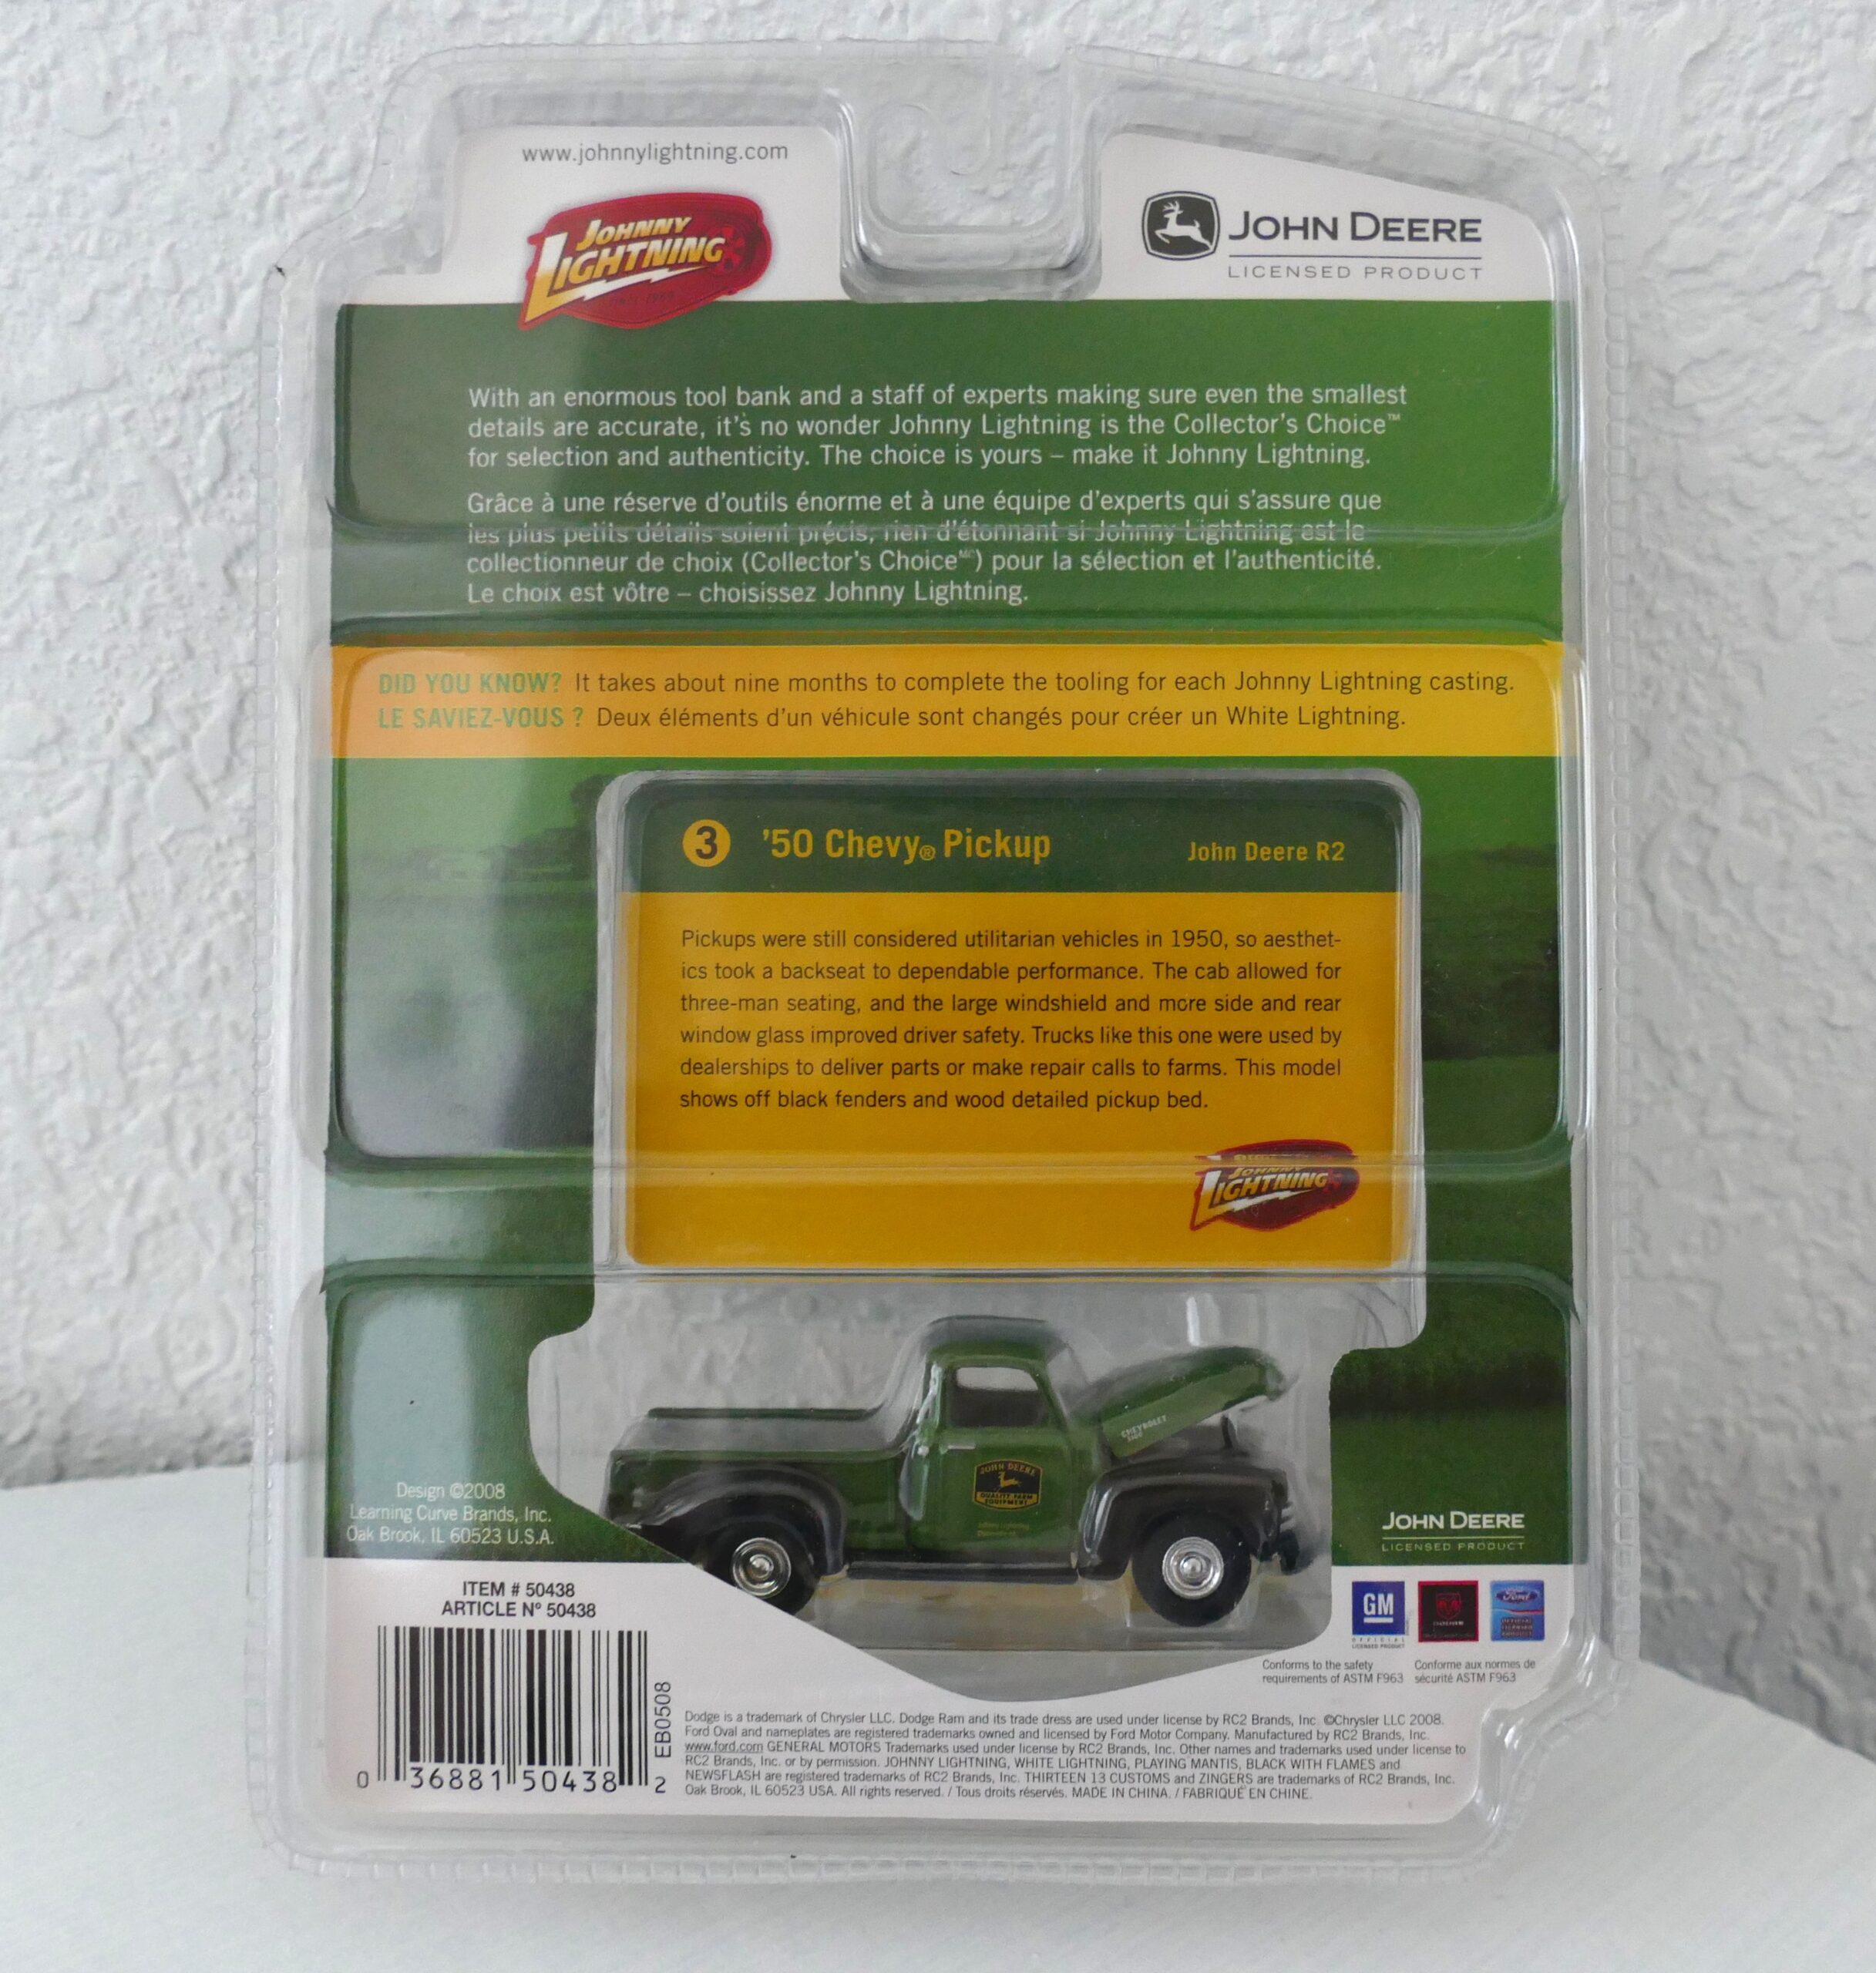 www.johnnylightning.com
JOHNNY
LIGHTNING
JOHN DEERE
LICENSED PRODUCT
With an enormous tool bank and a staff of experts making sure even the smallest
details are accurate, it's no wonder Johnny Lightning is the Collector's Choice™
for selection and authenticity. The choice is yours – make it Johnny Lightning.
Grâce à une réserve d'outils énorme et à une équipe d'experts qui s'assure que
les plus petits détails soient précis, rien d'étonnant si Johnny Lightning est le
collectionneur de choix (Collector's Choice MC) pour la sélection et l'authenticité.
Le choix est vôtre – choisissez Johnny Lightning.
DID YOU KNOW? It takes about nine months to complete the tooling for each Johnny Lightning casting.
LE SAVIEZ-VOUS ? Deux éléments d'un véhicule sont changés pour créer un White Lightning.
3 '50 Chevy® Pickup John Deere R2
Pickups were still considered utilitarian vehicles in 1950, so aesthet-
ics took a backseat to dependable performance. The cab allowed for
three-man seating, and the large windshield and more side and rear
window glass improved driver safety. Trucks like this one were used by
dealerships to deliver parts or make repair calls to farms. This model
shows off black fenders and wood detailed pickup bed.
JOHNNY
LIGHTNING
CHEVROLET
JOHN DEERE
QUALITY FARM
EQUIPMENT
Design ©2008
Learning Curve Brands, Inc.
Oak Brook, IL 60523 U.S.A.
JOHN DEERE
LICENSED PRODUCT
ITEM # 50438
ARTICLE N° 50438
GM
OFFICIAL
LICENSED PRODUCT
Ford
Conforms to the safety
requirements of ASTM F963
Conforme aux normes de
sécurité ASTM F963
EB0508
0 36881 50438 2
Dodge is a trademark of Chrysler LLC. Dodge Ram and its trade dress are used under license by RC2 Brands, Inc. ©Chrysler LLC 2008.
Ford Oval and nameplates are registered trademarks owned and licensed by Ford Motor Company. Manufactured by RC2 Brands, Inc.
www.ford.com GENERAL MOTORS Trademarks used under license by RC2 Brands, Inc. Other names and trademarks used under license to
RC2 Brands, Inc. or by permission. JOHNNY LIGHTNING, WHITE LIGHTNING, PLAYING MANTIS, BLACK WITH FLAMES and
NEWSFLASH are registered trademarks of RC2 Brands, Inc. THIRTEEN 13 CUSTOMS and ZINGERS are trademarks of RC2 Brands, Inc.
Oak Brook, IL 60523 USA. All rights reserved. / Tous droits réservés. MADE IN CHINA. / FABRIQUÉ EN CHINE.